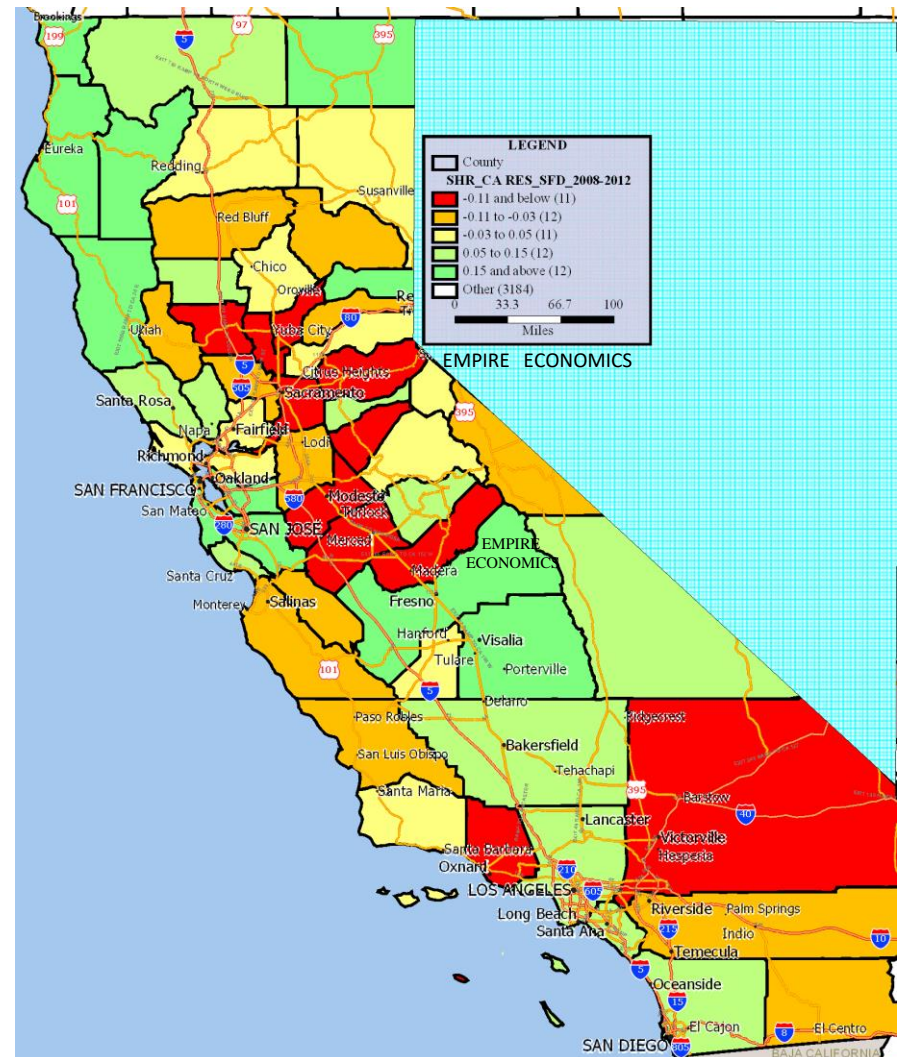 Brookings
199
97
5
395
Eureka
Redding
101
Susanville
Red Bluff
LEGEND
County
SHR_CA RES_SFD_2008-2012
-0.11 and below (11)
-0.11 to -0.03 (12)
-0.03 to 0.05 (11)
0.05 to 0.15 (12)
0.15 and above (12)
Other (3184)
0 33.3 66.7 100
Miles
EMPIRE ECONOMICS
Chico
Oroville
Re
80
Ukiah
Yuba City
5
505
Citrus Heights
Sacramento
395
Santa Rosa
Napa
Fairfield
Lodi
Richmond
Oakland
SAN FRANCISCO
580
Modesto
Turlock
San Mateo
280
SAN JOSE
Merced
EMPIRE
ECONOMICS
Santa Cruz
Madera
Monterey
Salinas
Fresno
Hanford
Visalia
101
Tulare
Porterville
5
Delano
Paso Robles
Ridgecrest
San Luis Obispo
Bakersfield
Tehachapi
Santa Maria
395
Barstow
40
Lancaster
Victorville
Hesperia
Santa Barbara
Oxnard
210
LOS ANGELES
605
Riverside
Palm Springs
Long Beach
215
Indio
10
Santa Ana
Temecula
5
Oceanside
15
El Cajon
8
El Centro
SAN DIEGO
805
BAJA CALIFORNIA